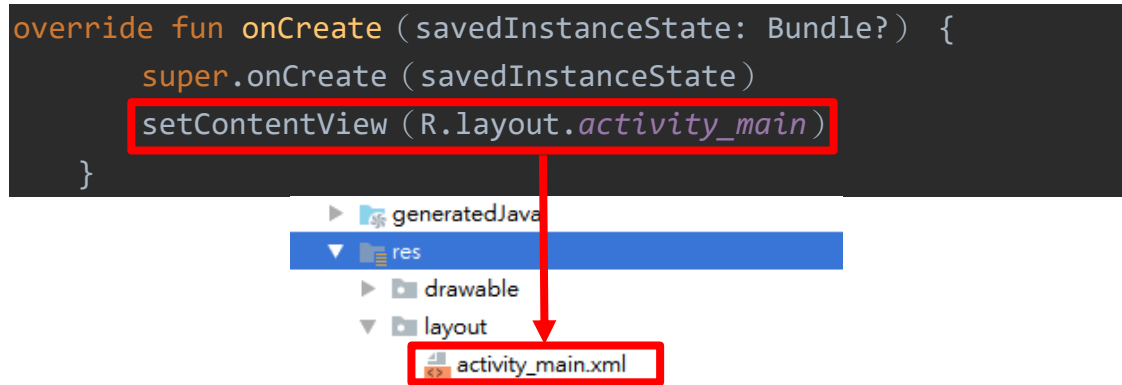 override fun onCreate（savedInstanceState: Bundle?） {
super.onCreate（savedInstanceState）
setContentView（R.layout.activity_main）
}
generatedJava
res
drawable
layout
activity_main.xml